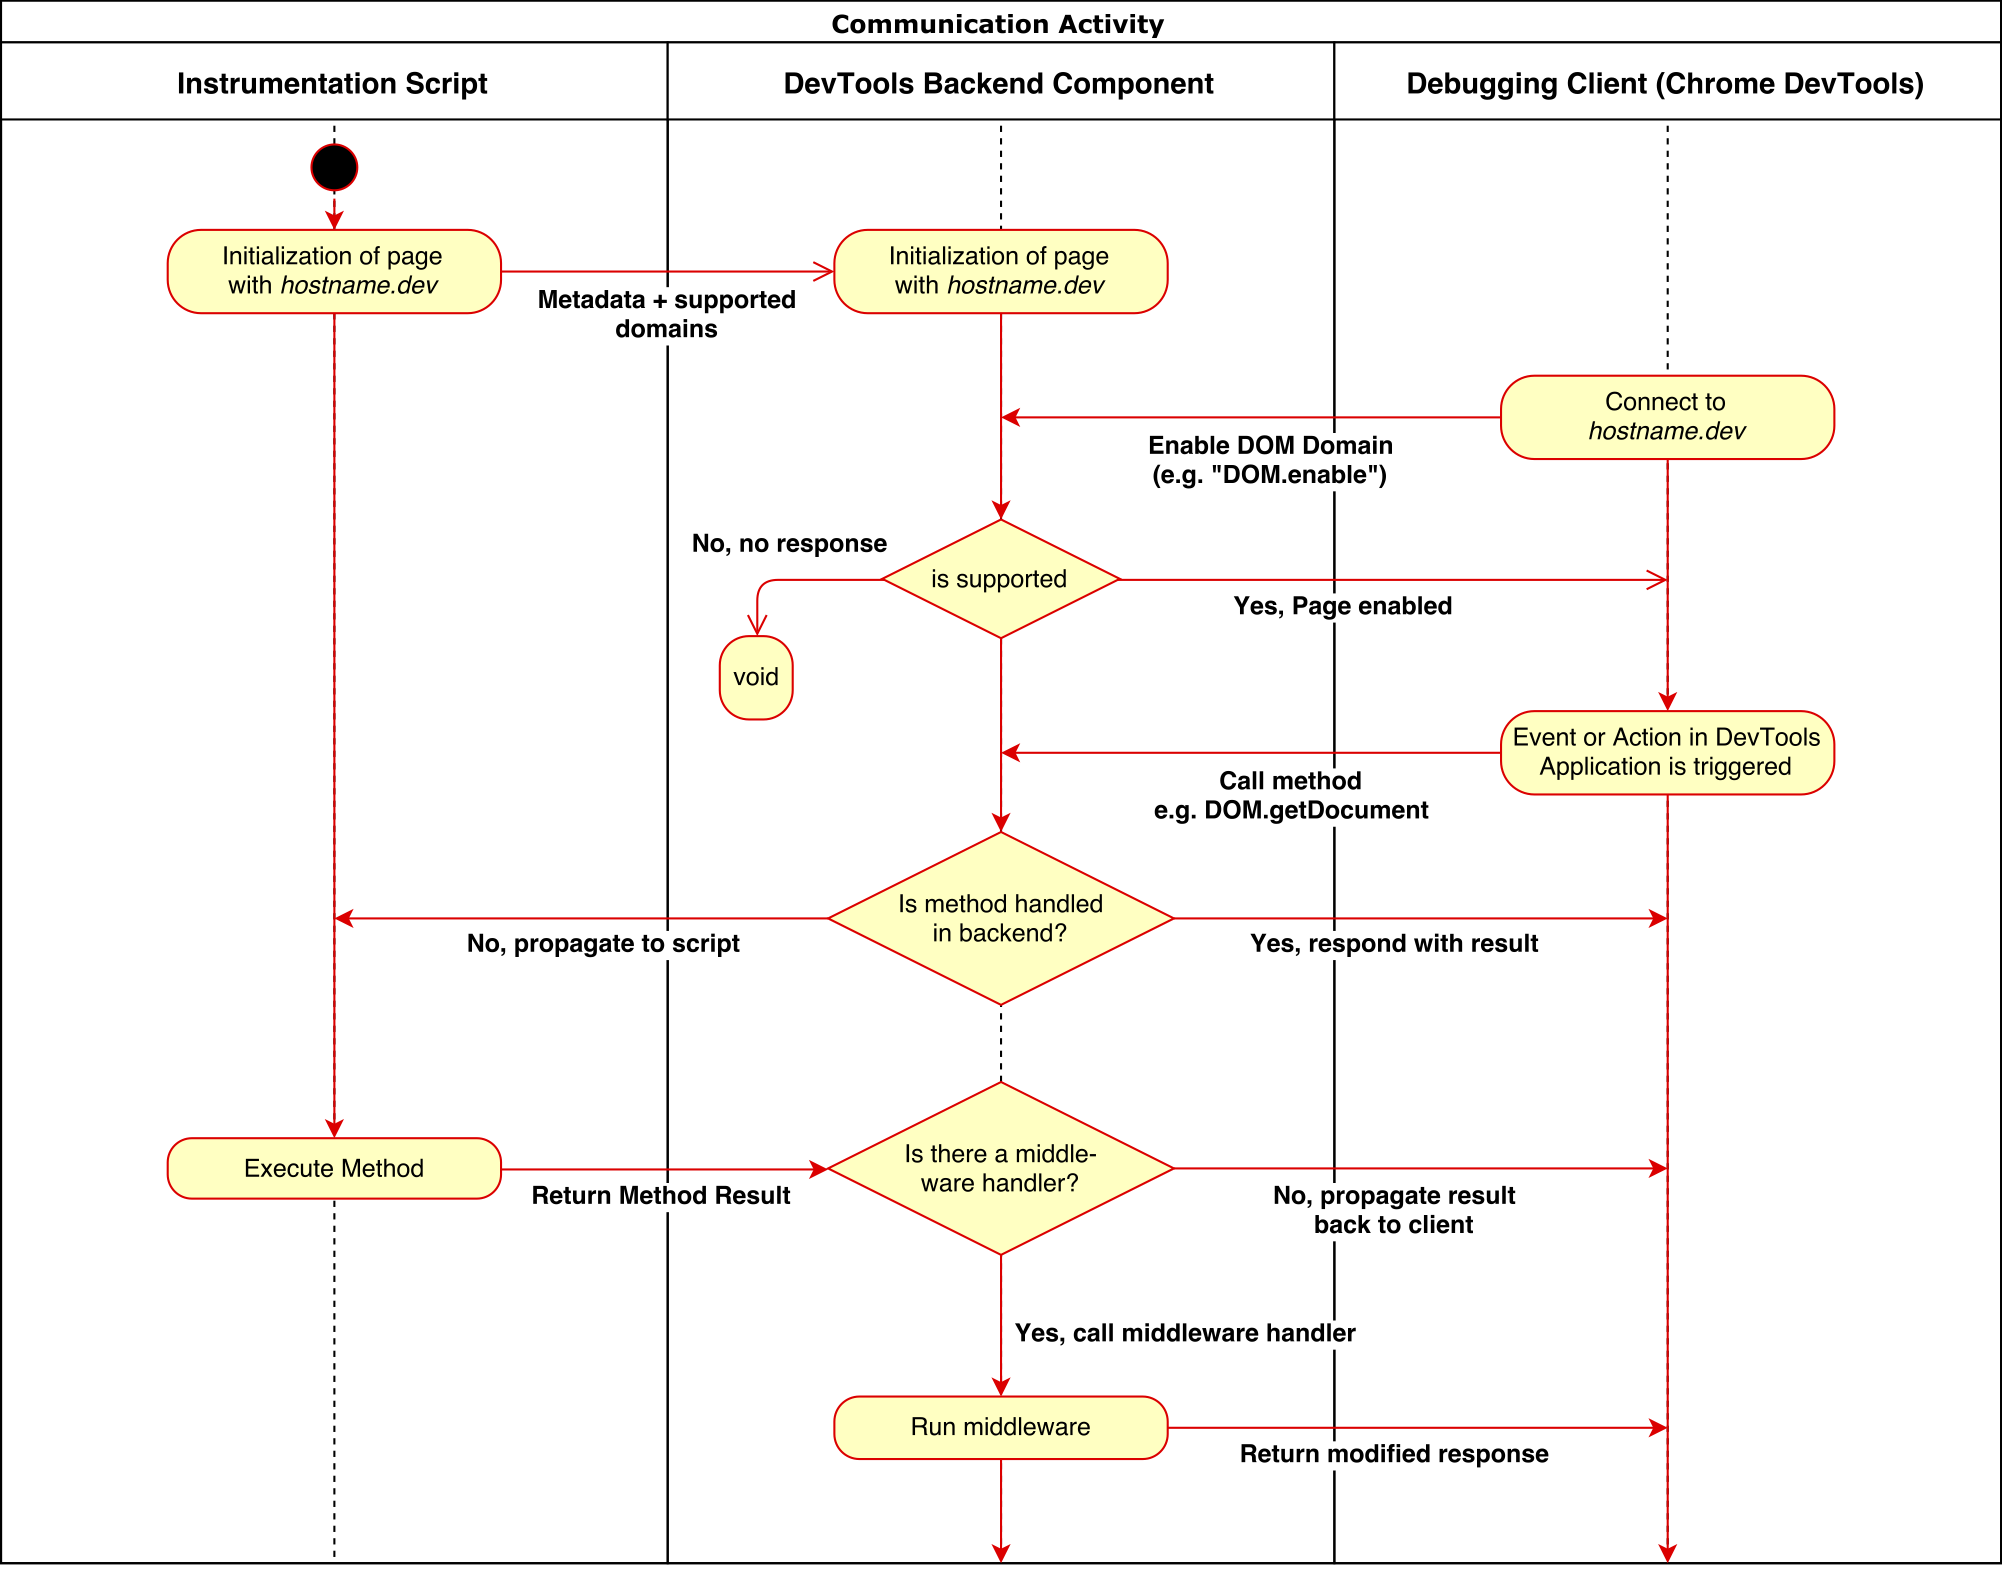 Communication Activity
Instrumentation Script
DevTools Backend Component
Debugging Client (Chrome DevTools)
Initialization of page
with hostname.dev
Metadata + supported
domains
Initialization of page
with hostname.dev
Connect to
hostname.dev
Enable DOM Domain
(e.g. "DOM.enable")
No, no response
is supported
Yes, Page enabled
void
Event or Action in DevTools
Application is triggered
Call method
e.g. DOM.getDocument
Is method handled
in backend?
No, propagate to script
Yes, respond with result
Execute Method
Return Method Result
Is there a middle-
ware handler?
No, propagate result
back to client
Yes, call middleware handler
Run middleware
Return modified response